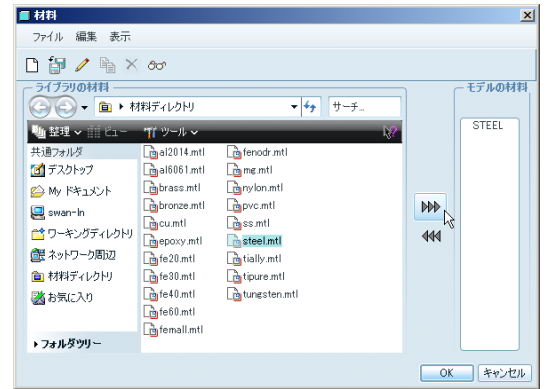 材料
ファイル 編集 表示
ライブラリの材料
材料ディレクトリ
サーチ...
整理 ビュー ツール
共通フォルダ
デスクトップ
My ドキュメント
swan-ln
ワーキングディレクトリ
ネットワーク周辺
材料ディレクトリ
お気に入り
フォルダツリー
al2014.mtl
al6061.mtl
brass.mtl
bronze.mtl
cu.mtl
epoxy.mtl
fe20.mtl
fe30.mtl
fe40.mtl
fe60.mtl
femall.mtl
fenodr.mtl
mg.mtl
nylon.mtl
pvc.mtl
ss.mtl
steel.mtl
tially.mtl
tipure.mtl
tungsten.mtl
モデルの材料
STEEL
OK キャンセル